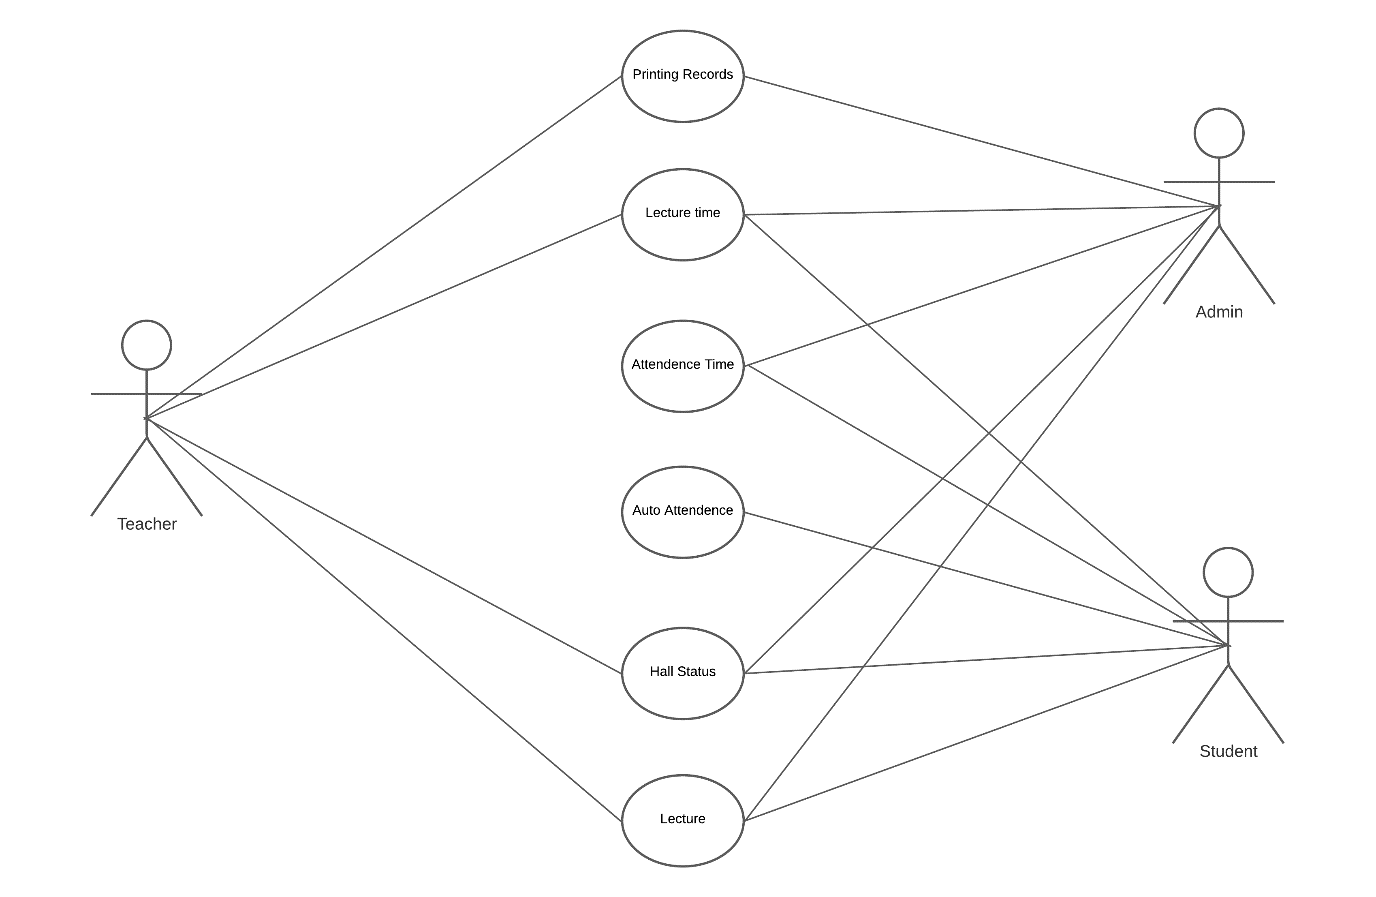 Printing Records
Lecture time
Admin
Attendence Time
Teacher
Auto Attendence
Hall Status
Student
Lecture